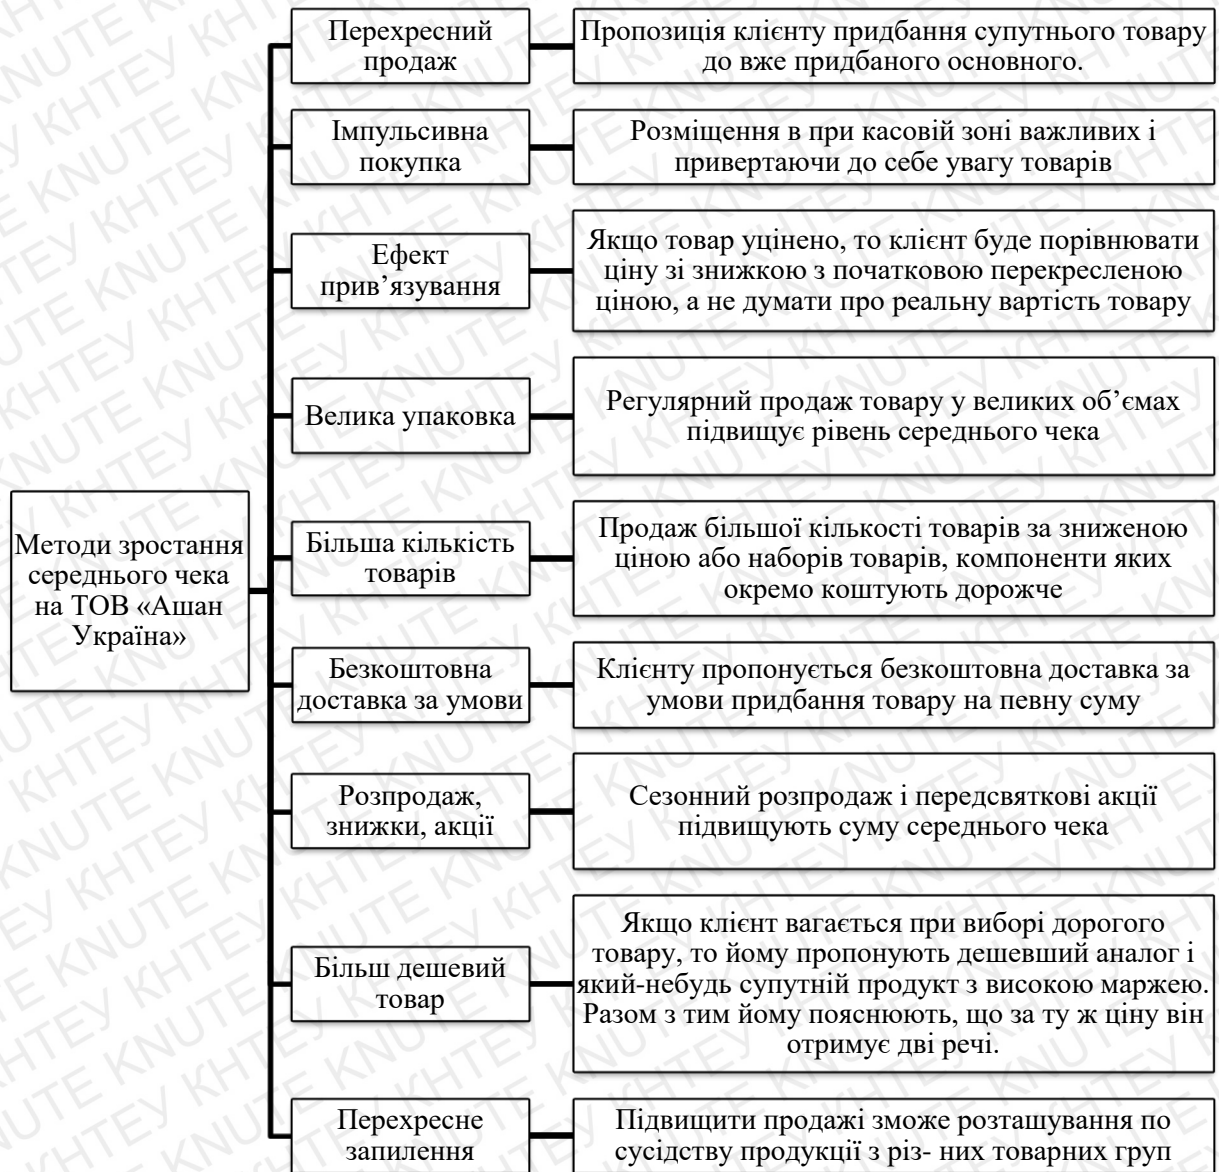 Перехресний
продаж
Пропозиція клієнту придбання супутнього товару
до вже придбаного основного.
Імпульсивна
покупка
Розміщення в при касовій зоні важливих і
привертаючи до себе увагу товарів
Ефект
прив’язування
Якщо товар уцінено, то клієнт буде порівнювати
ціну зі знижкою з початковою перекресленою
ціною, а не думати про реальну вартість товару
Велика упаковка
Регулярний продаж товару у великих об’ємах
підвищує рівень середнього чека
Методи зростання
середнього чека
на ТОВ «Ашан
Україна»
Більша кількість
товарів
Продаж більшої кількості товарів за зниженою
ціною або наборів товарів, компоненти яких
окремо коштують дорожче
Безкоштовна
доставка за умови
Клієнту пропонується безкоштовна доставка за
умови придбання товару на певну суму
Розпродаж,
знижки, акції
Сезонний розпродаж і передсвяткові акції
підвищують суму середнього чека
Більш дешевий
товар
Якщо клієнт вагається при виборі дорогого
товару, то йому пропонують дешевший аналог і
який-небудь супутній продукт з високою маржею.
Разом з тим йому пояснюють, що за ту ж ціну він
отримує дві речі.
Перехресне
запилення
Підвищити продажі зможе розташування по
сусідству продукції з різ- них товарних груп